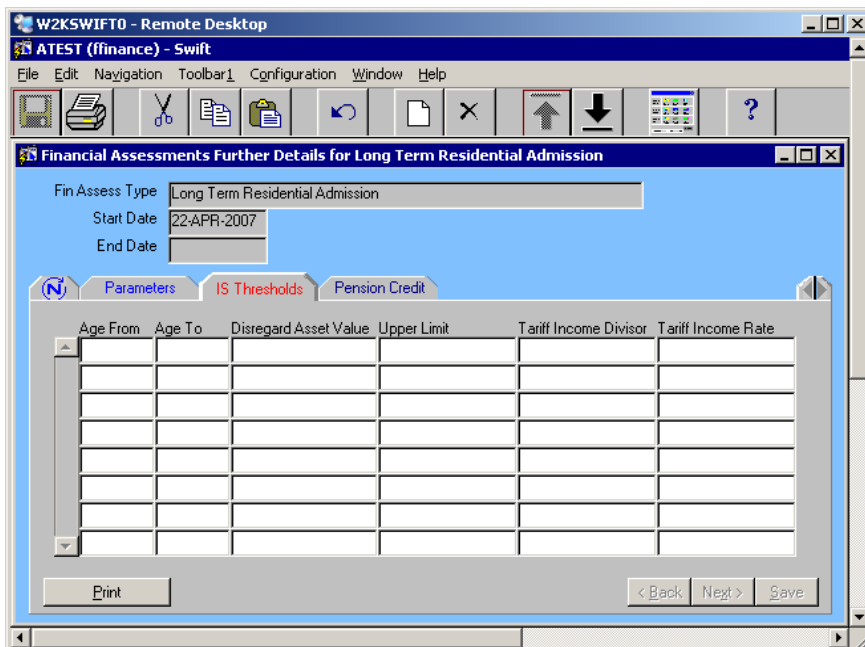 W2KSWIFT0 - Remote Desktop
ATEST (ffinance) - Swift
File Edit Navigation Toolbar1 Configuration Window Help
?
Financial Assessments Further Details for Long Term Residential Admission
Fin Assess Type Long Term Residential Admission
Start Date 22-APR-2007
End Date
N Parameters IS Thresholds Pension Credit
Age From Age To Disregard Asset Value Upper Limit Tariff Income Divisor Tariff Income Rate
Print < Back Next > Save